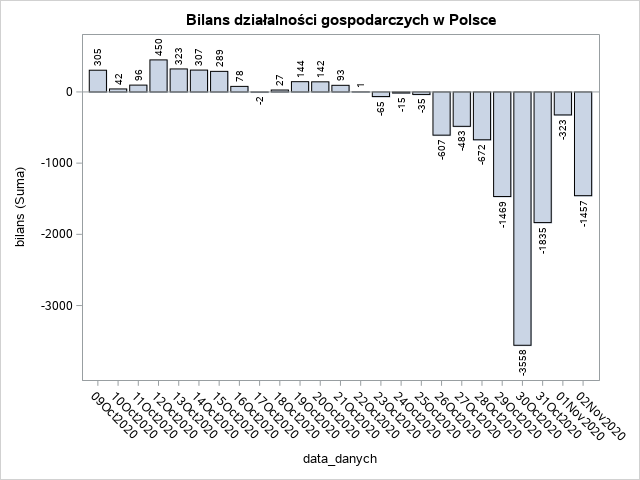 Bilans działalności gospodarczych w Polsce
bilans (Suma)
0
-1000
-2000
-3000
305
42
96
450
323
307
289
78
-2
27
144
142
93
1
-65
-15
-35
-607
-483
-672
-1469
-3558
-1835
-323
-1457
09Oct2020
10Oct2020
11Oct2020
12Oct2020
13Oct2020
14Oct2020
15Oct2020
16Oct2020
17Oct2020
18Oct2020
19Oct2020
20Oct2020
21Oct2020
22Oct2020
23Oct2020
24Oct2020
25Oct2020
26Oct2020
27Oct2020
28Oct2020
29Oct2020
30Oct2020
31Oct2020
01Nov2020
02Nov2020
data_danych